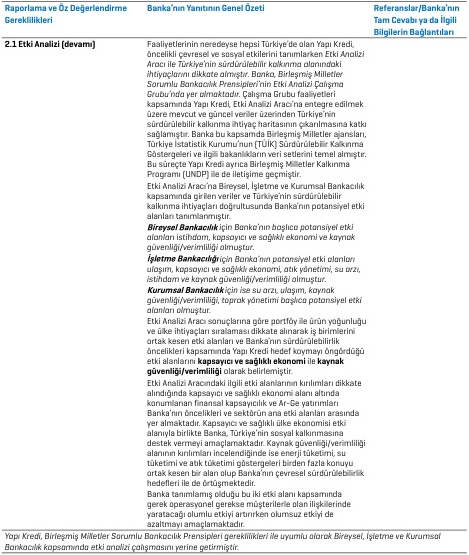 Raporlama ve Öz Değerlendirme
Gereklilikleri
Banka'nın Yanıtının Genel Özeti
Referanslar/Banka'nın
Tam Cevabı ya da İlgili
Bilgilerin Bağlantıları
2.1 Etki Analizi (devamı)
Faaliyetlerinin neredeyse hepsi Türkiye'de olan Yapı Kredi,
öncelikli çevresel ve sosyal etkilerini tanımlarken Etki Analizi
Aracı ile Türkiye'nin sürdürülebilir kalkınma alanındaki
ihtiyaçlarını dikkate almıştır. Banka, Birleşmiş Milletler
Sorumlu Bankacılık Prensipleri'nin Etki Analizi Çalışma
Grubu'nda yer almaktadır. Çalışma Grubu faaliyetleri
kapsamında Yapı Kredi, Etki Analizi Aracı'na entegre edilmek
üzere mevcut ve güncel veriler üzerinden Türkiye'nin
sürdürülebilir kalkınma ihtiyaç haritasının çıkarılmasına katkı
sağlamıştır. Banka bu kapsamda Birleşmiş Milletler ajansları,
Türkiye İstatistik Kurumu'nun (TÜİK) Sürdürülebilir Kalkınma
Göstergeleri ve ilgili bakanlıkların veri setlerini temel almıştır.
Bu süreçte Yapı Kredi ayrıca Birleşmiş Milletler Kalkınma
Programı (UNDP) ile de iletişime geçmiştir.
Etki Analizi Aracı'na Bireysel, İşletme ve Kurumsal Bankacılık
kapsamında girilen veriler ve Türkiye'nin sürdürülebilir
kalkınma ihtiyaçları doğrultusunda Banka'nın potansiyel etki
alanları tanımlanmıştır.
Bireysel Bankacılık için Banka'nın başlıca potansiyel etki
alanları istihdam, kapsayıcı ve sağlıklı ekonomi ve kaynak
güvenliği/verimliliği olmuştur.
İşletme Bankacılığı için Banka'nın potansiyel etki alanları
ulaşım, kapsayıcı ve sağlıklı ekonomi, atık yönetimi, su arzı,
istihdam ve kaynak güvenliği/verimliliği olmuştur.
Kurumsal Bankacılık için ise su arzı, ulaşım, kaynak
güvenliği/verimliliği, toprak yönetimi başlıca potansiyel etki
alanları olmuştur.
Etki Analizi Aracı sonuçlarına göre portföy ile ürün yoğunluğu
ve ülke ihtiyaçları sıralaması dikkate alınarak iş birimlerini
ortak kesen etki alanları ve Banka'nın sürdürülebilirlik
öncelikleri kapsamında Yapı Kredi hedef koymayı öngördüğü
etki alanlarını kapsayıcı ve sağlıklı ekonomi ile kaynak
güvenliği/verimliliği olarak belirlemiştir.
Etki Analizi Aracındaki ilgili etki alanlarının kırılımları dikkate
alındığında kapsayıcı ve sağlıklı ekonomi alanı altında
konumlanan finansal kapsayıcılık ve Ar-Ge yatırımları
Banka'nın öncelikleri ve sektörün ana etki alanları arasında
yer almaktadır. Kapsayıcı ve sağlıklı ülke ekonomisi etki
alanıyla birlikte Banka, Türkiye'nin sosyal kalkınmasına
destek vermeyi amaçlamaktadır. Kaynak güvenliği/verimliliği
alanının kırılımları incelendiğinde ise enerji tüketimi, su
tüketimi ve atık tüketimi göstergeleri birden fazla konuyu
ortak kesen bir alan olup Banka'nın çevresel sürdürülebilirlik
hedefleri ile de örtüşmektedir.
Banka tanımlamış olduğu bu iki etki alanı kapsamında
gerek operasyonel gerekse müşterilerle olan ilişkilerinde
yaratacağı olumlu etkiyi artırırken olumsuz etkiyi de
azaltmayı amaçlamaktadır.
Yapı Kredi, Birleşmiş Milletler Sorumlu Bankacılık Prensipleri gereklilikleri ile uyumlu olarak Bireysel, İşletme ve Kurumsal
Bankacılık kapsamında etki analizi çalışmasını yerine getirmiştir.